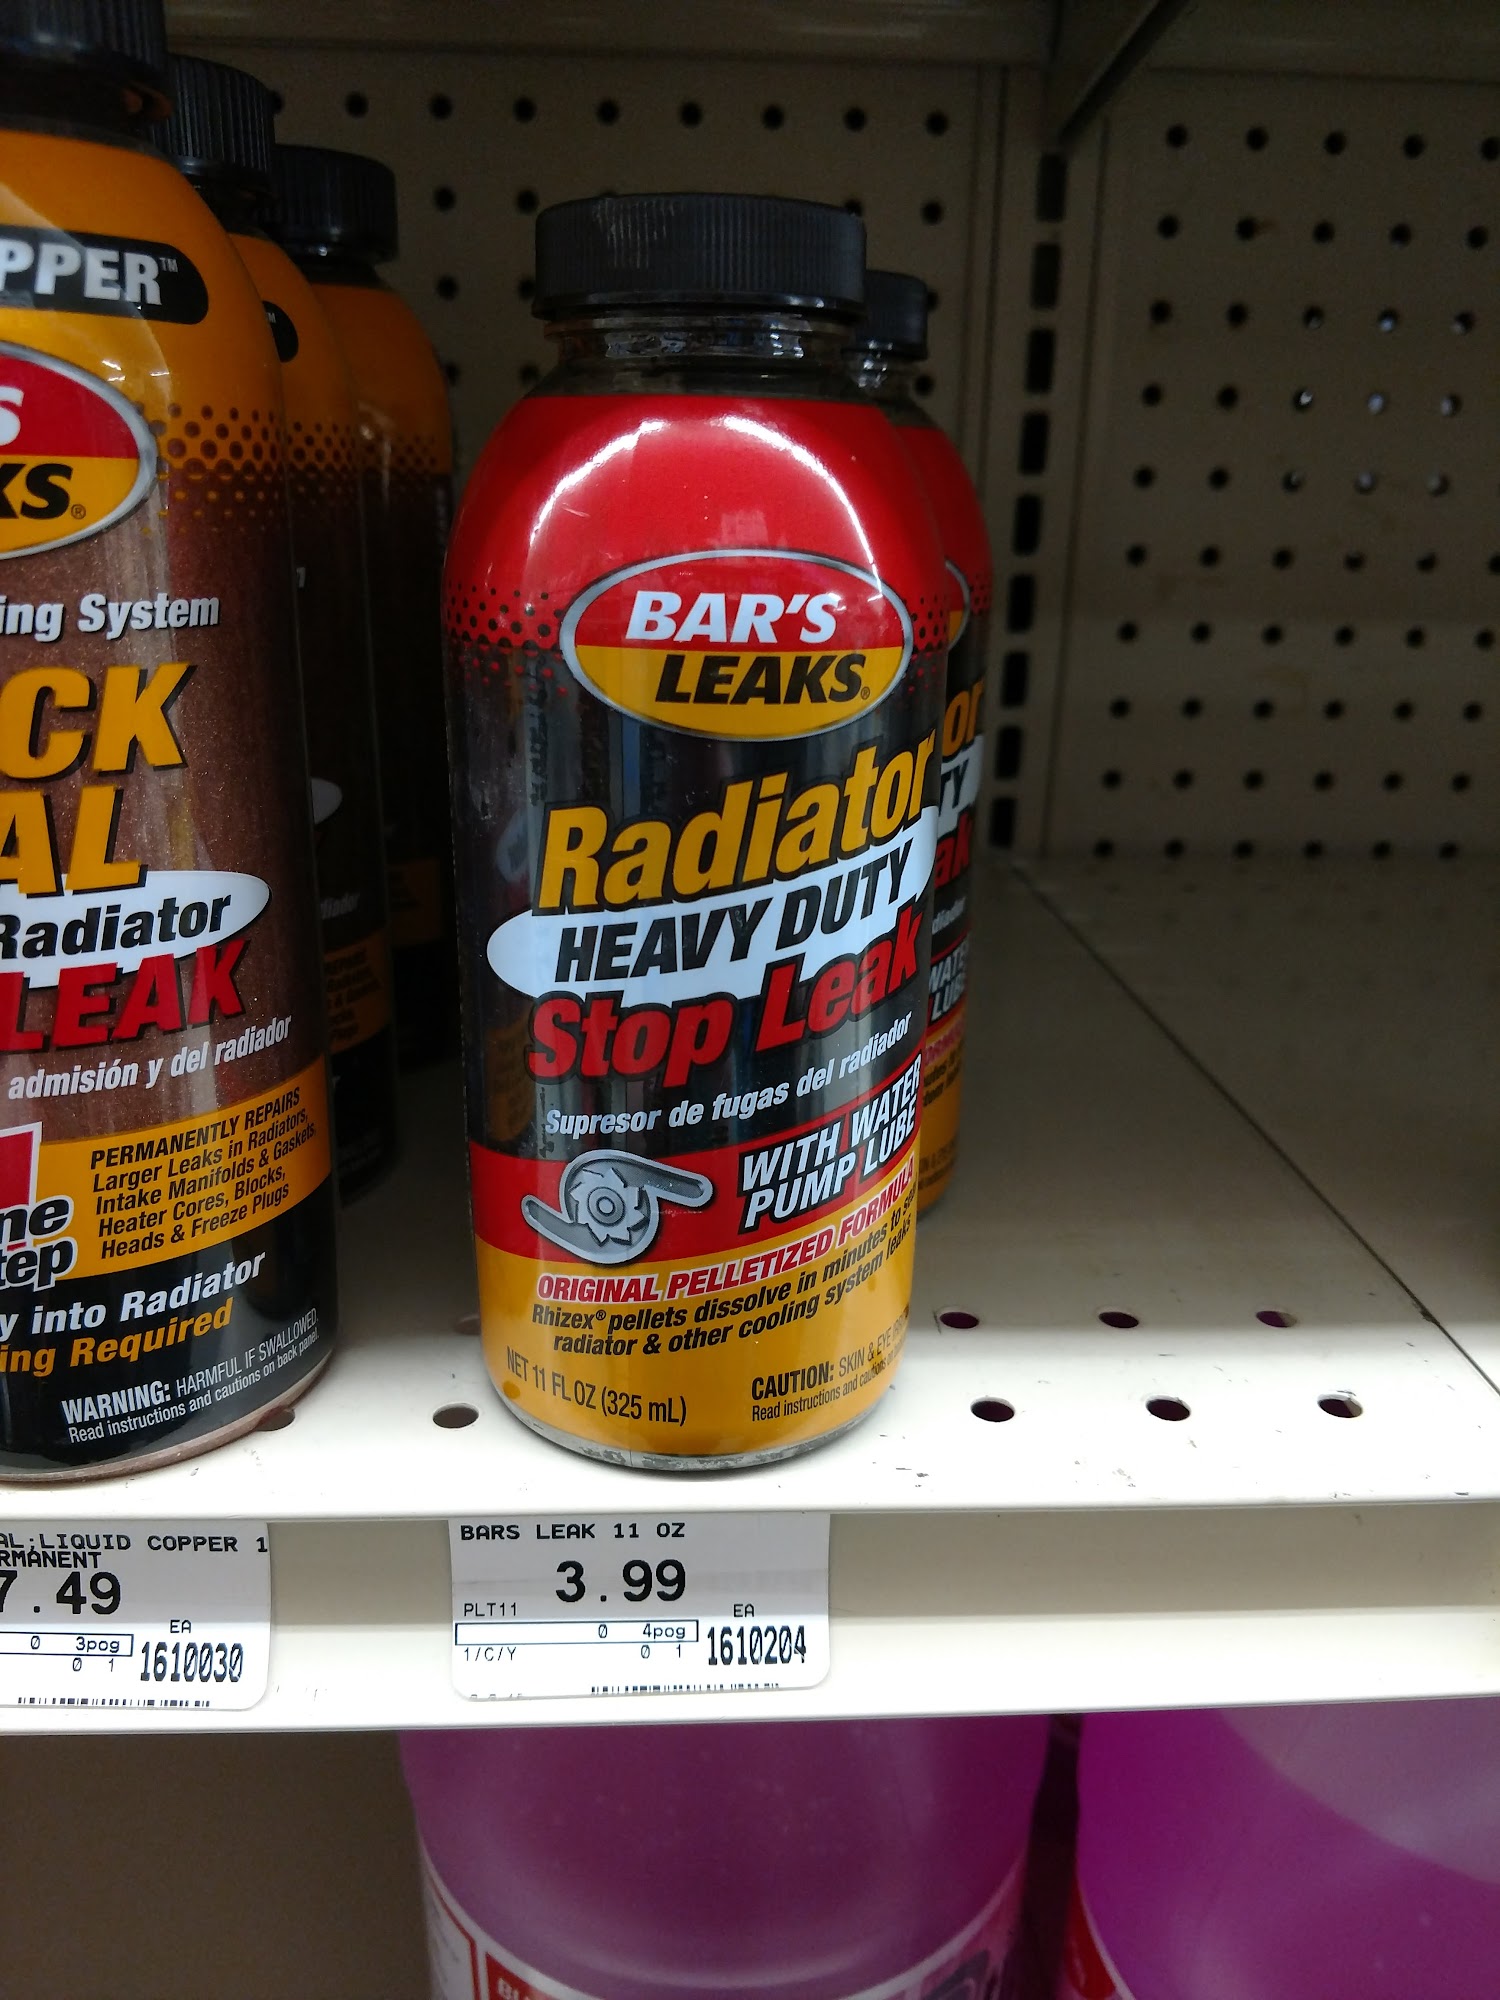 PPER™
S
KS®
ing System
CK
AL
Radiator
LEAK
admisión y del radiador
PERMANENTLY REPAIRS
Larger Leaks in Radiators,
Intake Manifolds & Gaskets,
Heater Cores, Blocks,
Heads & Freeze Plugs
ne
tep
y into Radiator
ing Required
WARNING: HARMFUL IF SWALLOWED.
Read instructions and cautions on back panel.
BAR'S
LEAKS®
Radiator
HEAVY DUTY
Stop Leak
Supresor de fugas del radiador
WITH WATER
PUMP LUBE
ORIGINAL PELLETIZED FORMULA
Rhizex® pellets dissolve in minutes to
radiator & other cooling system leaks
NET 11 FL OZ (325 mL)
CAUTION: SKIN & EYE
Read instructions and
AL;LIQUID COPPER 1
RMANENT
7.49
EA
0 3pog
0 1
1610030
BARS LEAK 11 OZ
3.99
PLT11
EA
0 4pog
1/C/Y
0 1
1610204